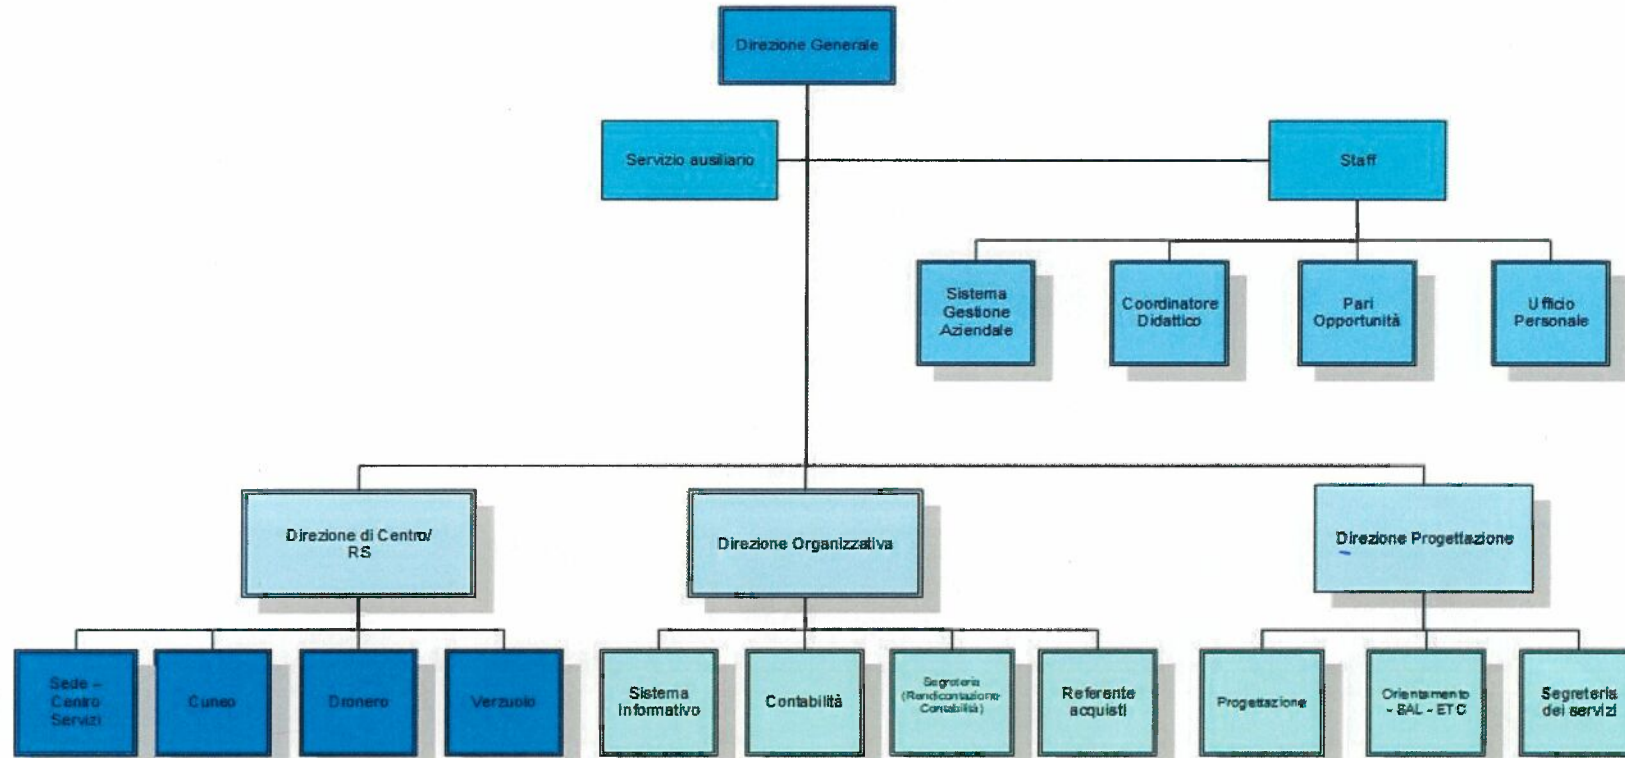 Direzione Generale
Servizio ausiliario
Staff
Sistema
Gestione
Aziendale
Coordinatore
Didattico
Pari
Opportunità
Ufficio
Personale
Direzione di Centro/
RS
Direzione Organizzativa
Direzione Progettazione
Sede –
Centro
Servizi
Cuneo
Dronero
Verzuolo
Sistema
Informativo
Contabilità
Segreteria
(Rendicontazione
Contabilità)
Referente
acquisti
Progettazione
Orientamento
- SAL - ETC
Segreteria
dei servizi